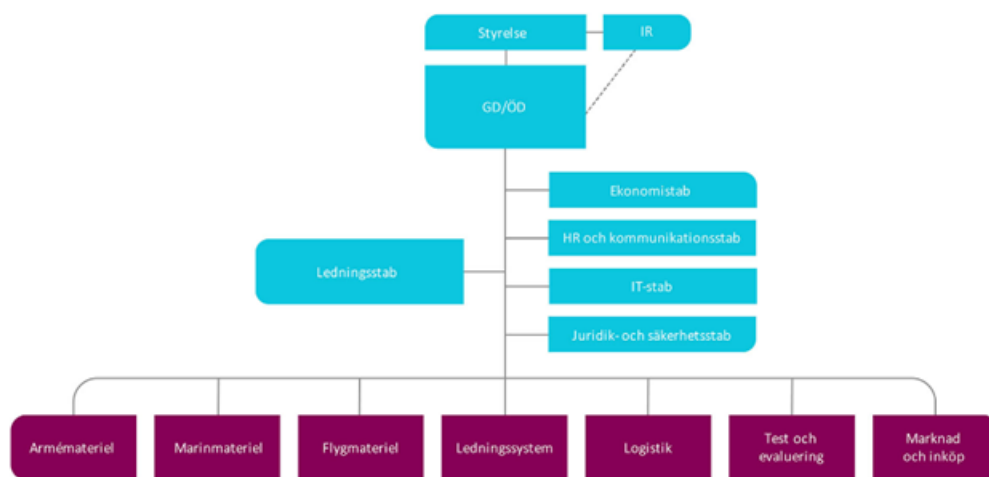 Styrelse
IR
GD/ÖD
Ekonomistab
HR och kommunikationsstab
Ledningsstab
IT-stab
Juridik- och säkerhetsstab
Armémateriel
Marinmateriel
Flygmateriel
Ledningssystem
Logistik
Test och
evaluering
Marknad
och inköp